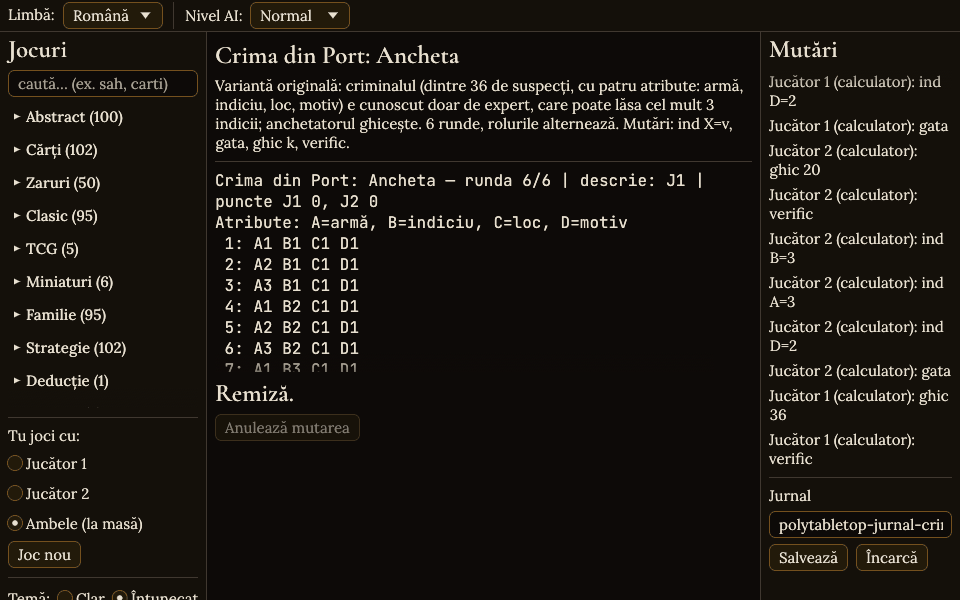 Limbă: Română Nivel AI: Normal
Jocuri
caută... (ex. sah, carti)
Abstract (100)
Cărți (102)
Zaruri (50)
Clasic (95)
TCG (5)
Miniaturi (6)
Familie (95)
Strategie (102)
Deducție (1)
Tu joci cu:
Jucător 1
Jucător 2
Ambele (la masă)
Joc nou
Temă: Clar Întunecat
Crima din Port: Ancheta
Variantă originală: criminalul (dintre 36 de suspecți, cu patru atribute: armă,
indiciu, loc, motiv) e cunoscut doar de expert, care poate lăsa cel mult 3
indicii; anchetatorul ghicește. 6 runde, rolurile alternează. Mutări: ind X=v,
gata, ghic k, verific.
Crima din Port: Ancheta — runda 6/6 | descrie: J1 |
puncte J1 0, J2 0
Atribute: A=armă, B=indiciu, C=loc, D=motiv
1: A1 B1 C1 D1
2: A2 B1 C1 D1
3: A3 B1 C1 D1
4: A1 B2 C1 D1
5: A2 B2 C1 D1
6: A3 B2 C1 D1
7: A1 B3 C1 D1
Remiză.
Anulează mutarea
Mutări
Jucător 1 (calculator): ind
D=2
Jucător 1 (calculator): gata
Jucător 2 (calculator):
ghic 20
Jucător 2 (calculator):
verific
Jucător 2 (calculator): ind
B=3
Jucător 2 (calculator): ind
A=3
Jucător 2 (calculator): ind
D=2
Jucător 2 (calculator): gata
Jucător 1 (calculator): ghic
36
Jucător 1 (calculator):
verific
Jurnal
polytabletop-jurnal-cri
Salvează Încarcă